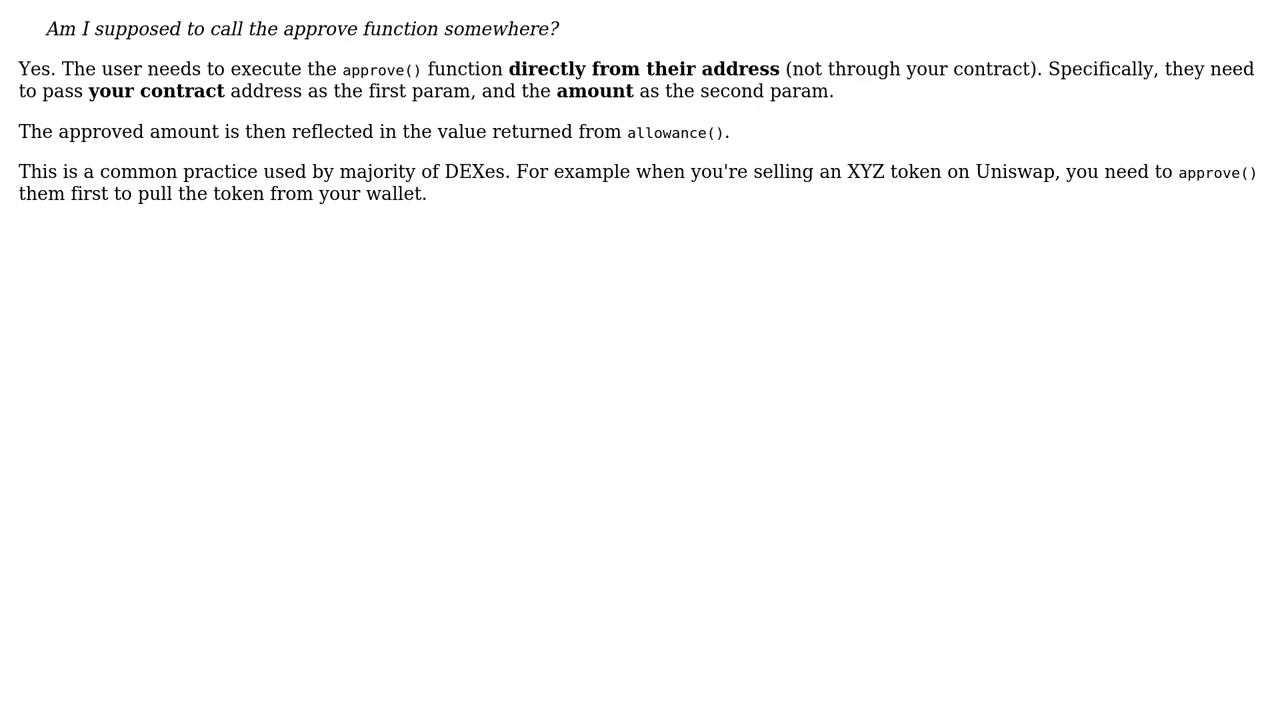 Am I supposed to call the approve function somewhere?
Yes. The user needs to execute the approve() function directly from their address (not through your contract). Specifically, they need
to pass your contract address as the first param, and the amount as the second param.
The approved amount is then reflected in the value returned from allowance().
This is a common practice used by majority of DEXes. For example when you're selling an XYZ token on Uniswap, you need to approve()
them first to pull the token from your wallet.